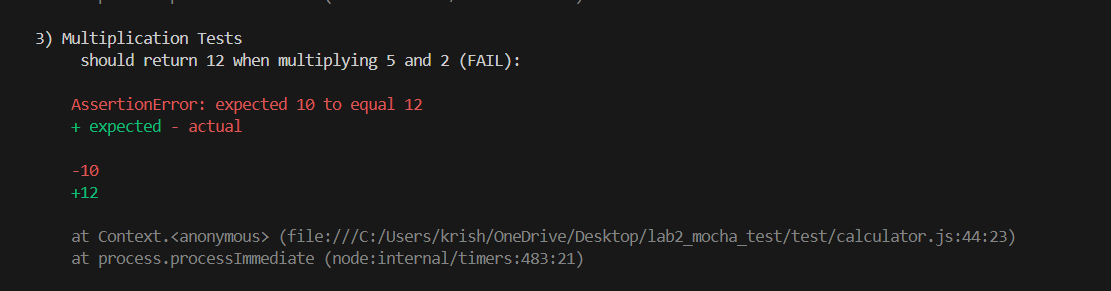 3) Multiplication Tests
should return 12 when multiplying 5 and 2 (FAIL):
AssertionError: expected 10 to equal 12
+ expected - actual
-10
+12
at Context.<anonymous> (file:///C:/Users/krish/OneDrive/Desktop/lab2_mocha_test/test/calculator.js:44:23)
at process.processImmediate (node:internal/timers:483:21)